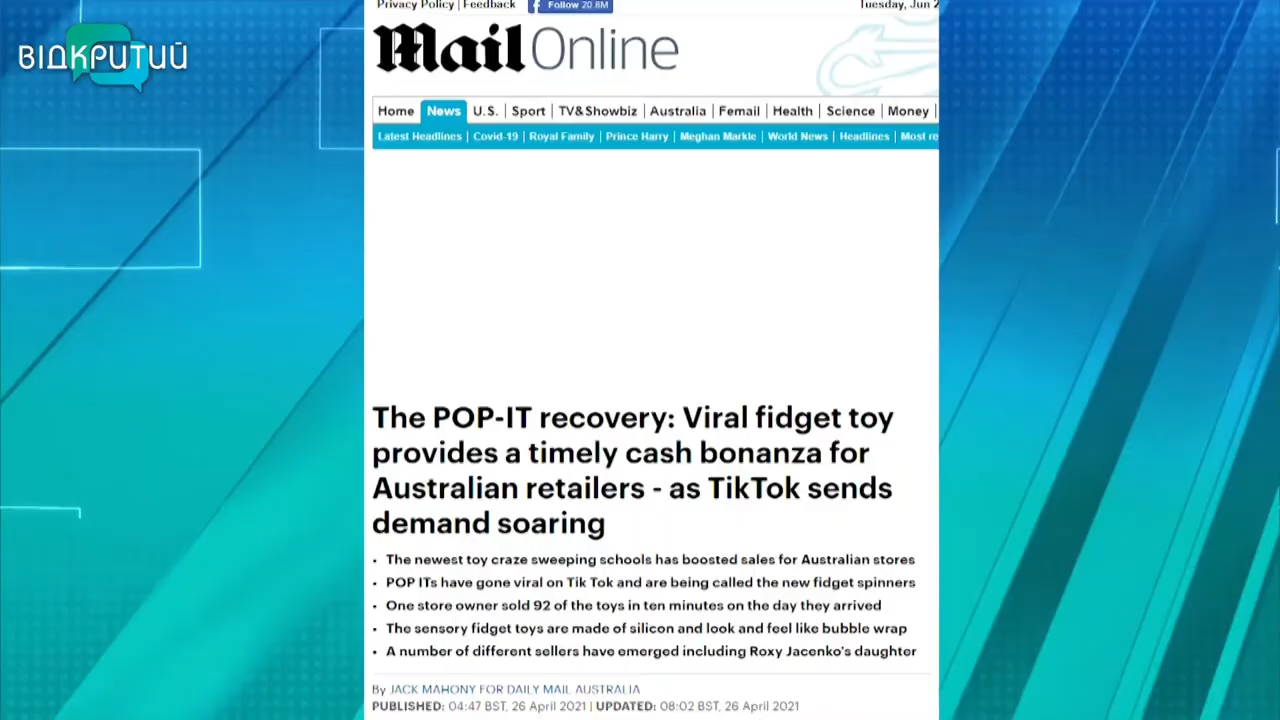 Privacy Policy | Feedback
Follow 20.8M
Tuesday, Jun 2
ВІДКРИТИЙ
Mail Online
Home | News | U.S. | Sport | TV&Showbiz | Australia | Femail | Health | Science | Money |
Latest Headlines | Covid-19 | Royal Family | Prince Harry | Meghan Markle | World News | Headlines | Most re
The POP-IT recovery: Viral fidget toy
provides a timely cash bonanza for
Australian retailers - as TikTok sends
demand soaring
• The newest toy craze sweeping schools has boosted sales for Australian stores
• POP ITs have gone viral on Tik Tok and are being called the new fidget spinners
• One store owner sold 92 of the toys in ten minutes on the day they arrived
• The sensory fidget toys are made of silicon and look and feel like bubble wrap
• A number of different sellers have emerged including Roxy Jacenko's daughter
By JACK MAHONY FOR DAILY MAIL AUSTRALIA
PUBLISHED: 04:47 BST, 26 April 2021 | UPDATED: 08:02 BST, 26 April 2021